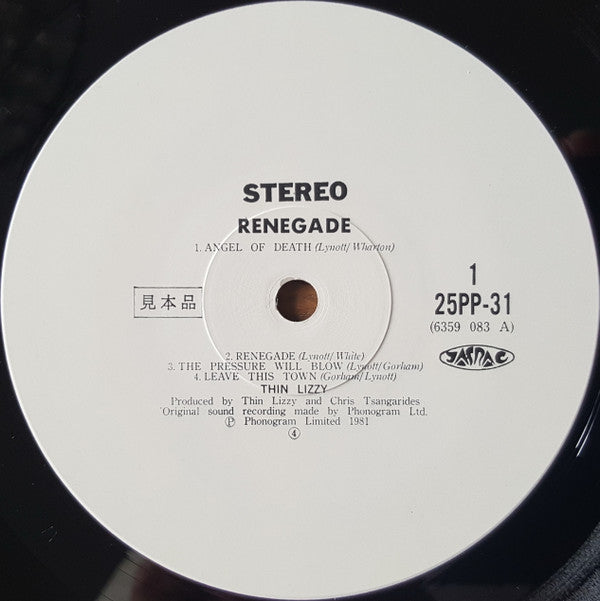 STEREO
RENEGADE
1. ANGEL OF DEATH (Lynott/Wharton)
1
見本品
25PP-31
(6359 083 A)
JASRAC
2. RENEGADE (Lynott/White)
3. THE PRESSURE WILL BLOW (Lynott/Gorham)
4. LEAVE THIS TOWN (Gorham/Lynott)
THIN LIZZY
Produced by Thin Lizzy and Chris Tsangarides
Original sound recording made by Phonogram Ltd.
Ⓟ Phonogram Limited 1981
④